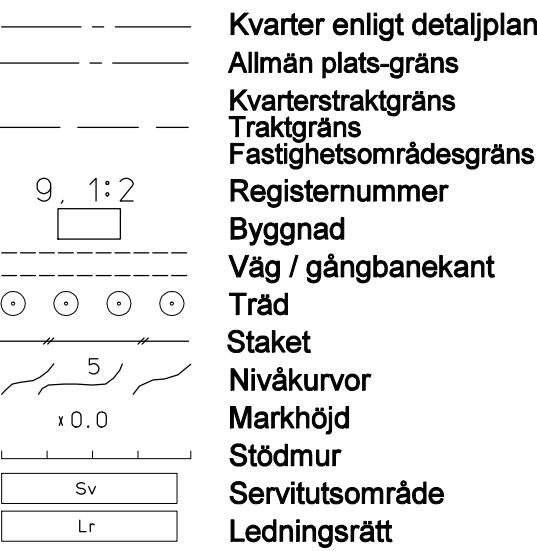 Kvarter enligt detaljplan
Allmän plats-gräns
Kvarterstraktgräns
Traktgräns
Fastighetsområdesgräns
9, 1:2 Registernummer
Byggnad
Väg / gångbanekant
Träd
Staket
5 Nivåkurvor
x0.0 Markhöjd
Stödmur
Sv Servitutsområde
Lr Ledningsrätt